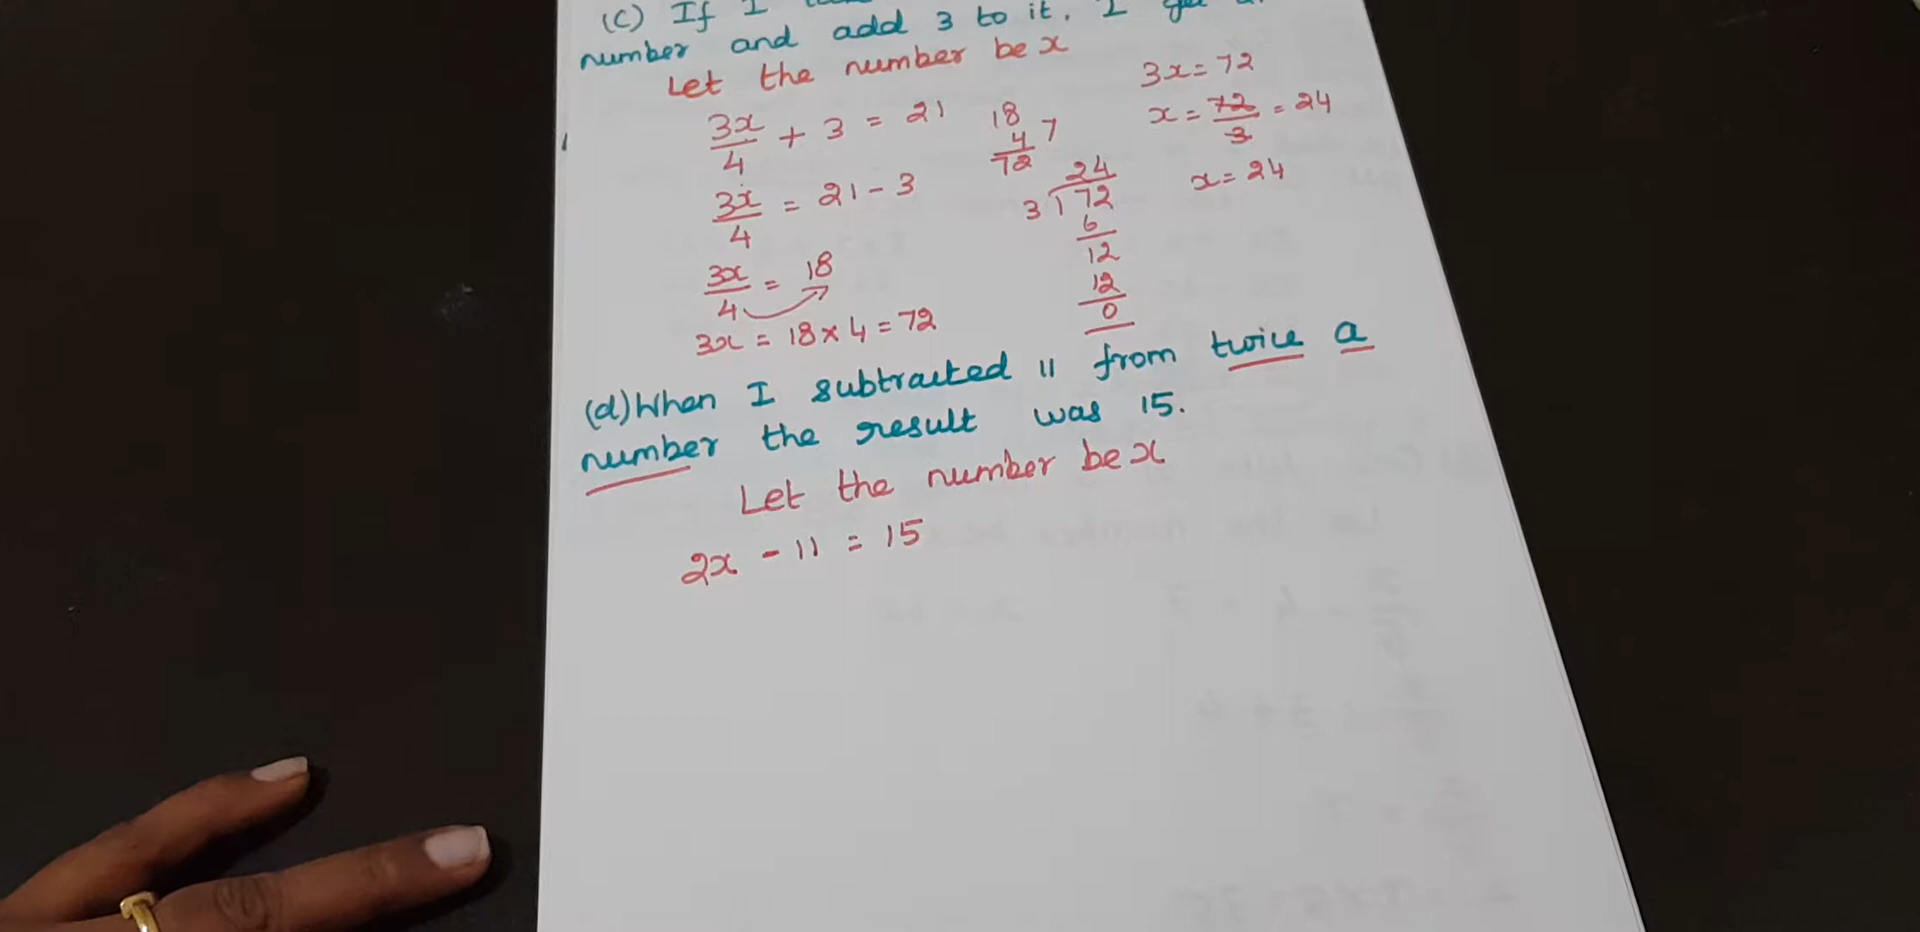 (C) If I
number and add 3 to it, I get
Let the number be x
3x/4 + 3 = 21
3x/4 = 21 - 3
3x/4 = 18
3x = 18 × 4 = 72
18
4
72
7
24
3 ) 72
6
12
12
0
3x = 72
x = 72/3 = 24
x = 24
(d) When I subtracted 11 from twice a
number the result was 15.
Let the number be x
2x - 11 = 15